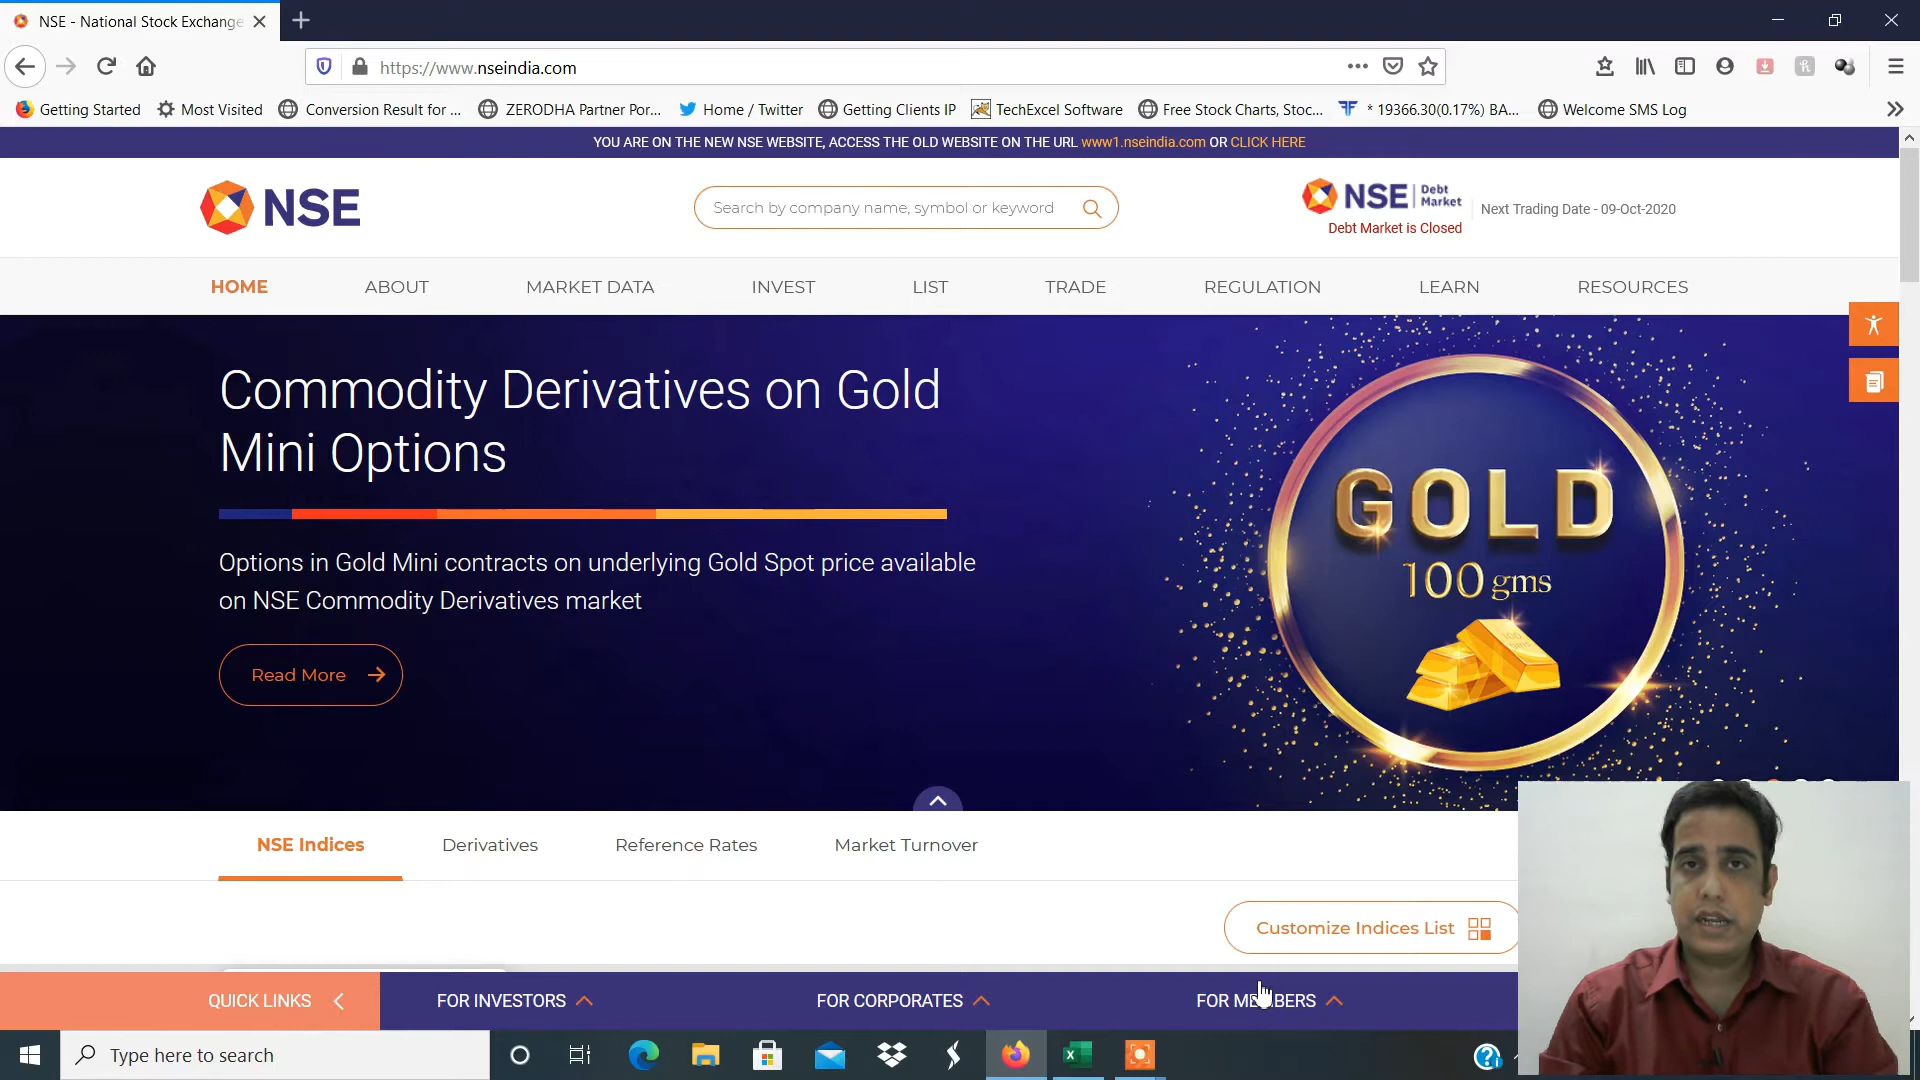 NSE - National Stock Exchange
https://www.nseindia.com
Getting Started Most Visited Conversion Result for ... ZERODHA Partner Por... Home / Twitter Getting Clients IP TechExcel Software Free Stock Charts, Stoc... * 19366.30(0.17%) BA... Welcome SMS Log
YOU ARE ON THE NEW NSE WEBSITE, ACCESS THE OLD WEBSITE ON THE URL www1.nseindia.com OR CLICK HERE
NSE
Search by company name, symbol or keyword
NSE Debt Market
Debt Market is Closed
Next Trading Date - 09-Oct-2020
HOME ABOUT MARKET DATA INVEST LIST TRADE REGULATION LEARN RESOURCES
Commodity Derivatives on Gold
Mini Options
Options in Gold Mini contracts on underlying Gold Spot price available
on NSE Commodity Derivatives market
Read More
GOLD
100 gms
NSE Indices Derivatives Reference Rates Market Turnover
Customize Indices List
QUICK LINKS FOR INVESTORS FOR CORPORATES FOR MEMBERS
Type here to search